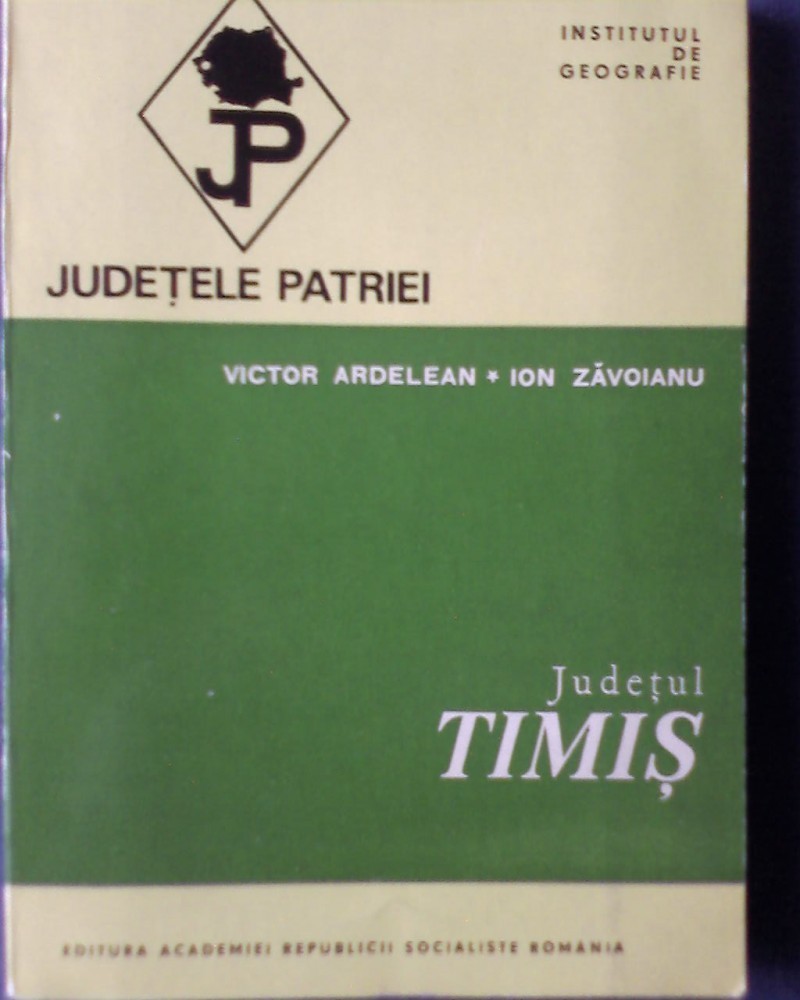 INSTITUTUL
DE
GEOGRAFIE
JP
JUDEȚELE PATRIEI
VICTOR ARDELEAN * ION ZĂVOIANU
Județul
TIMIȘ
EDITURA ACADEMIEI REPUBLICII SOCIALISTE ROMANIA